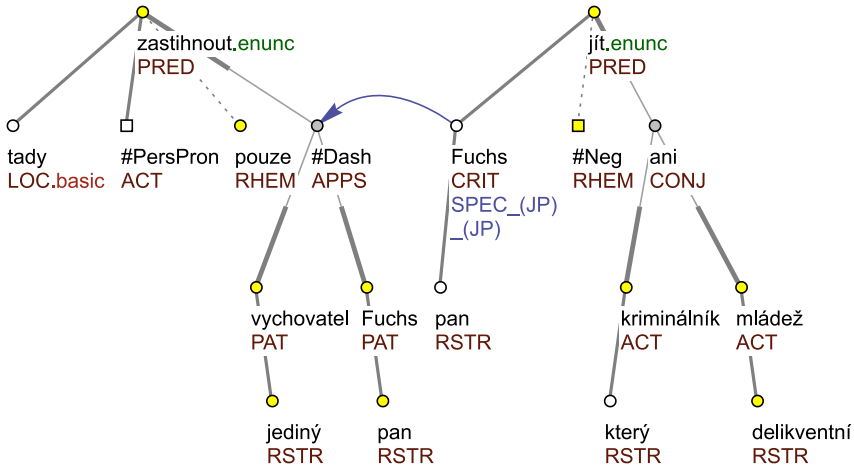 zastihnout.enunc
PRED
jít.enunc
PRED
tady
LOC.basic
#PersPron
ACT
pouze
RHEM
#Dash
APPS
Fuchs
CRIT
SPEC_(JP)
_(JP)
#Neg
RHEM
ani
CONJ
vychovatel
PAT
Fuchs
PAT
pan
RSTR
kriminálník
ACT
mládež
ACT
jediný
RSTR
pan
RSTR
který
RSTR
delikventní
RSTR